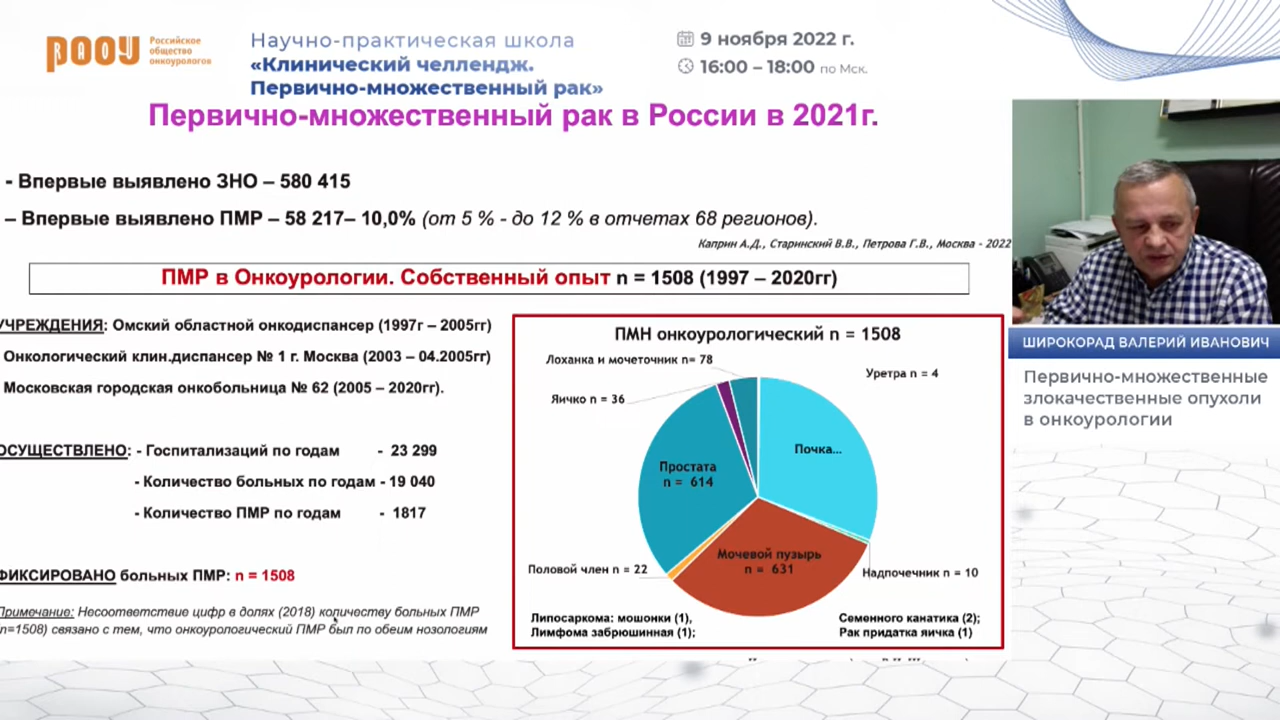 РООУ
Российское
общество
онкоурологов
Научно-практическая школа
«Клинический челлендж.
Первично-множественный рак»
9 ноября 2022 г.
16:00 – 18:00 по Мск.
Первично-множественный рак в России в 2021г.
- Впервые выявлено ЗНО – 580 415
– Впервые выявлено ПМР – 58 217– 10,0% (от 5 % - до 12 % в отчетах 68 регионов).
Каприн А.Д., Старинский В.В., Петрова Г.В., Москва - 2022
ПМР в Онкоурологии. Собственный опыт n = 1508 (1997 – 2020гг)
УЧРЕЖДЕНИЯ: Омский областной онкодиспансер (1997г – 2005гг)
Онкологический клин.диспансер № 1 г. Москва (2003 – 04.2005гг)
Московская городская онкобольница № 62 (2005 – 2020гг).
ОСУЩЕСТВЛЕНО: - Госпитализаций по годам - 23 299
- Количество больных по годам - 19 040
- Количество ПМР по годам - 1817
ФИКСИРОВАНО больных ПМР: n = 1508
Примечание: Несоответствие цифр в долях (2018) количеству больных ПМР
n=1508) связано с тем, что онкоурологический ПМР был по обеим нозологиям
ПМН онкоурологический n = 1508
Лоханка и мочеточник n= 78
Уретра n = 4
Яичко n = 36
Почка...
Простата
n = 614
Мочевой пузырь
n = 631
Половой член n = 22
Надпочечник n = 10
Липосаркома: мошонки (1),
Лимфома забрюшинная (1);
Семенного канатика (2);
Рак придатка яичка (1)
ШИРОКОРАД ВАЛЕРИЙ ИВАНОВИЧ
Первично-множественные
злокачественные опухоли
в онкоурологии